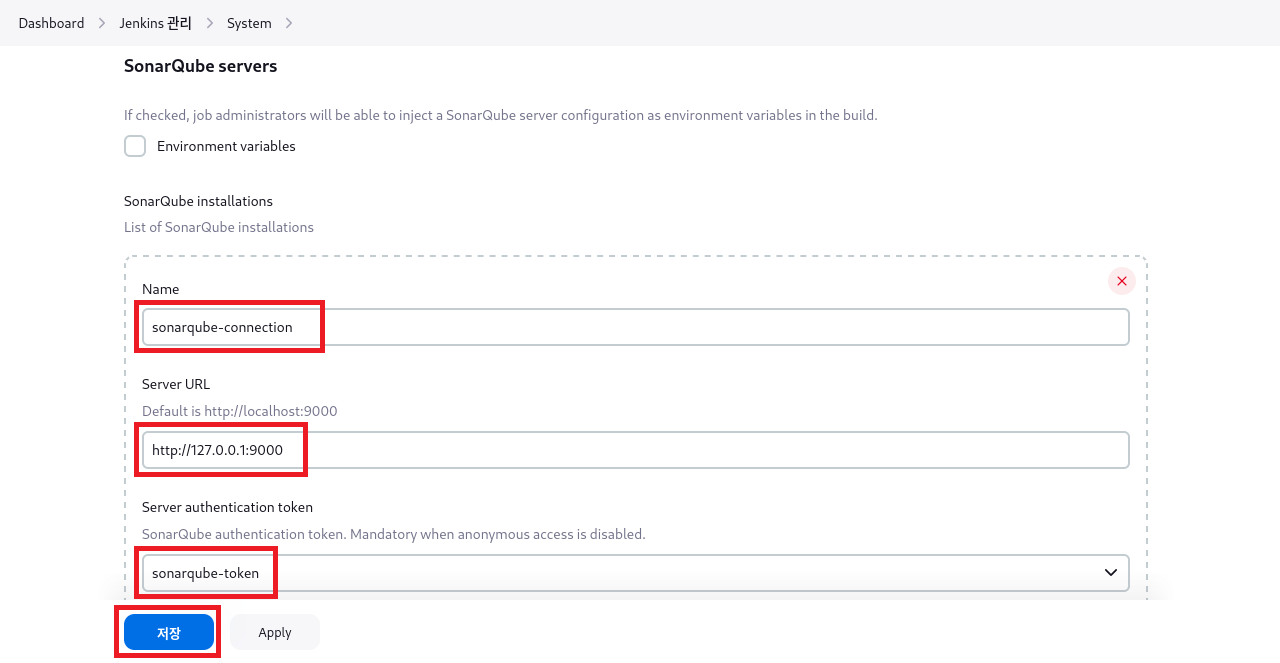 Dashboard > Jenkins 관리 > System >
SonarQube servers
If checked, job administrators will be able to inject a SonarQube server configuration as environment variables in the build.
Environment variables
SonarQube installations
List of SonarQube installations
Name
sonarqube-connection
Server URL
Default is http://localhost:9000
http://127.0.0.1:9000
Server authentication token
SonarQube authentication token. Mandatory when anonymous access is disabled.
sonarqube-token
저장 Apply